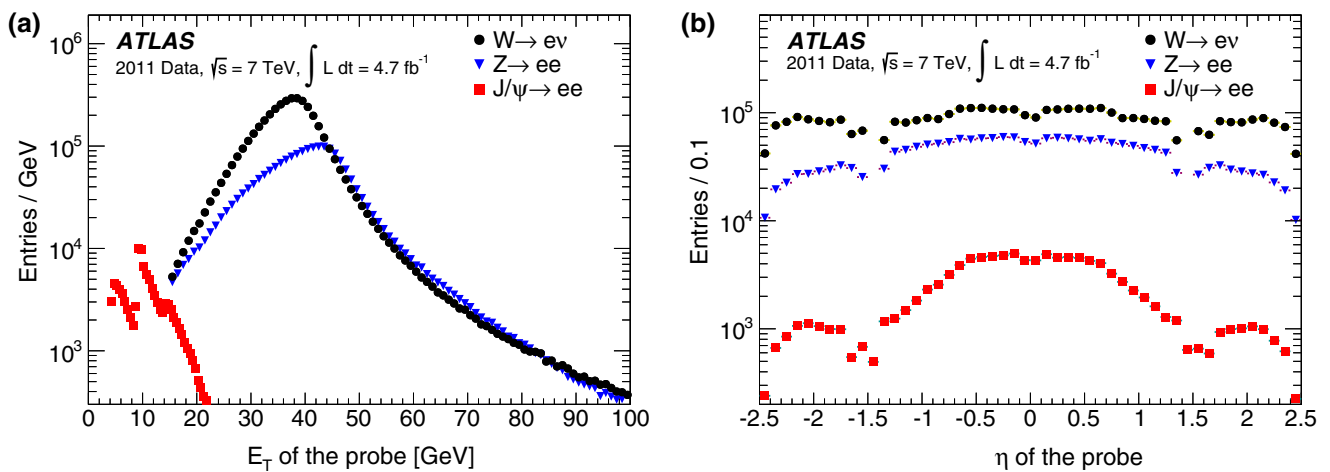 (a)
ATLAS
2011 Data, √s = 7 TeV, ∫ L dt = 4.7 fb⁻¹
W→ eν
Z→ ee
J/ψ→ ee
Entries / GeV
10⁶
10⁵
10⁴
10³
0 10 20 30 40 50 60 70 80 90 100
E_T of the probe [GeV]
(b)
ATLAS
2011 Data, √s = 7 TeV, ∫ L dt = 4.7 fb⁻¹
W→ eν
Z→ ee
J/ψ→ ee
Entries / 0.1
10⁶
10⁵
10⁴
10³
-2.5 -2 -1.5 -1 -0.5 0 0.5 1 1.5 2 2.5
η of the probe